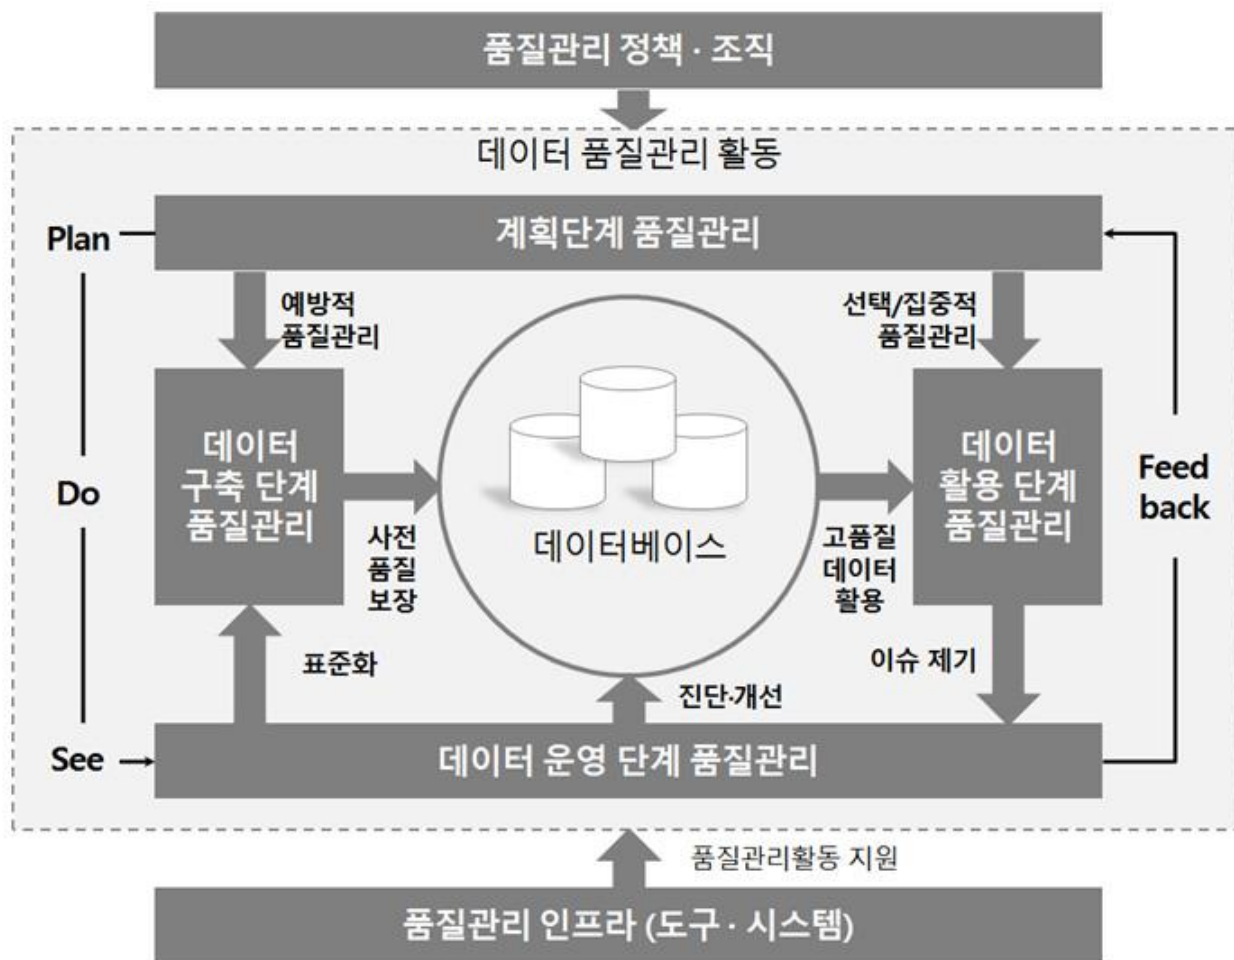 품질관리 정책 · 조직
데이터 품질관리 활동
Plan
계획단계 품질관리
예방적
품질관리
선택/집중적
품질관리
데이터
구축 단계
품질관리
데이터
활용 단계
품질관리
Do
Feed
back
사전
품질
보장
데이터베이스
고품질
데이터
활용
표준화
이슈 제기
진단·개선
See
데이터 운영 단계 품질관리
품질관리활동 지원
품질관리 인프라 (도구 · 시스템)